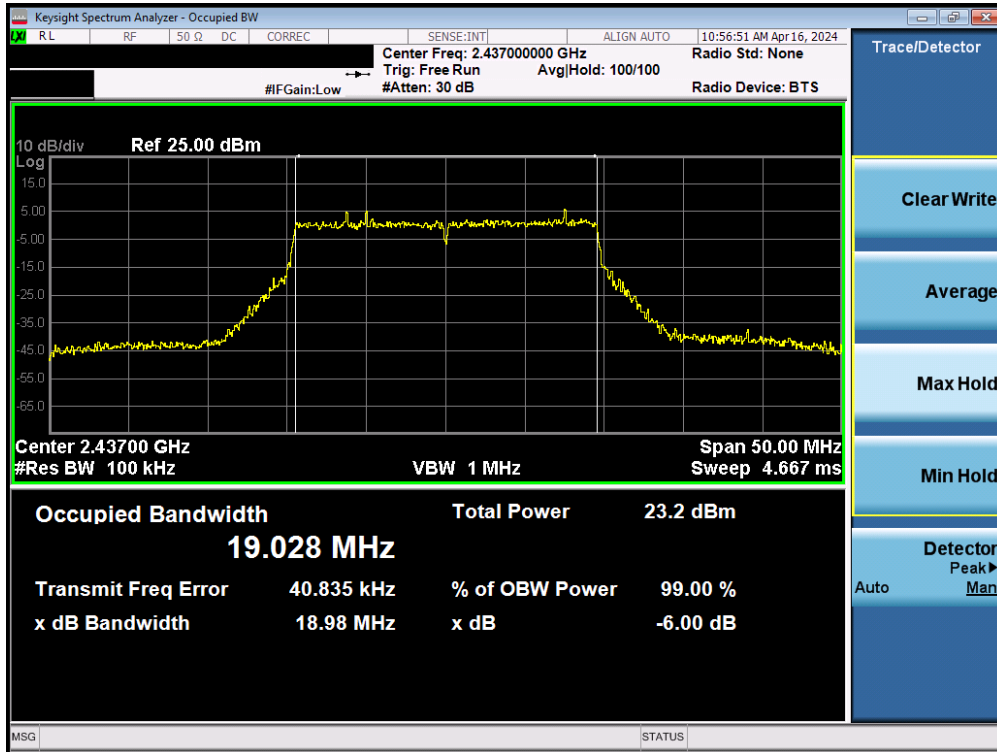 Keysight Spectrum Analyzer - Occupied BW
LXI RL RF 50 Ω DC CORREC SENSE:INT ALIGN AUTO 10:56:51 AM Apr 16, 2024
Center Freq: 2.437000000 GHz Radio Std: None
Trig: Free Run Avg|Hold: 100/100
#IFGain:Low #Atten: 30 dB Radio Device: BTS
10 dB/div Ref 25.00 dBm
Log
15.0
5.00
-5.00
-15.0
-25.0
-35.0
-45.0
-55.0
-65.0
Center 2.43700 GHz Span 50.00 MHz
#Res BW 100 kHz VBW 1 MHz Sweep 4.667 ms
Occupied Bandwidth Total Power 23.2 dBm
19.028 MHz
Transmit Freq Error 40.835 kHz % of OBW Power 99.00 %
x dB Bandwidth 18.98 MHz x dB -6.00 dB
MSG STATUS
Trace/Detector
Clear Write
Average
Max Hold
Min Hold
Detector
Peak▶
Auto Man